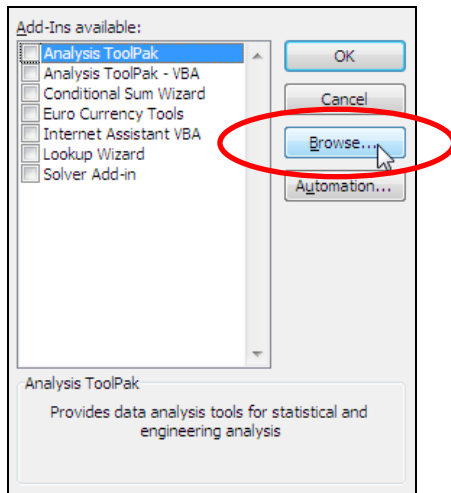 Add-Ins available:
Analysis ToolPak
Analysis ToolPak - VBA
Conditional Sum Wizard
Euro Currency Tools
Internet Assistant VBA
Lookup Wizard
Solver Add-in
OK
Cancel
Browse...
Automation...
Analysis ToolPak
Provides data analysis tools for statistical and
engineering analysis